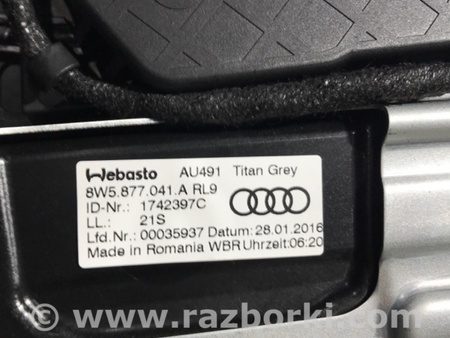 Webasto AU491 Titan Grey
8W5.877.041.A RL9
ID-Nr.: 1742397C
LL.: 21S
Lfd.Nr.: 00035937 Datum: 28.01.2016
Made in Romania WBR Uhrzeit:06:20
© www.razborki.com/